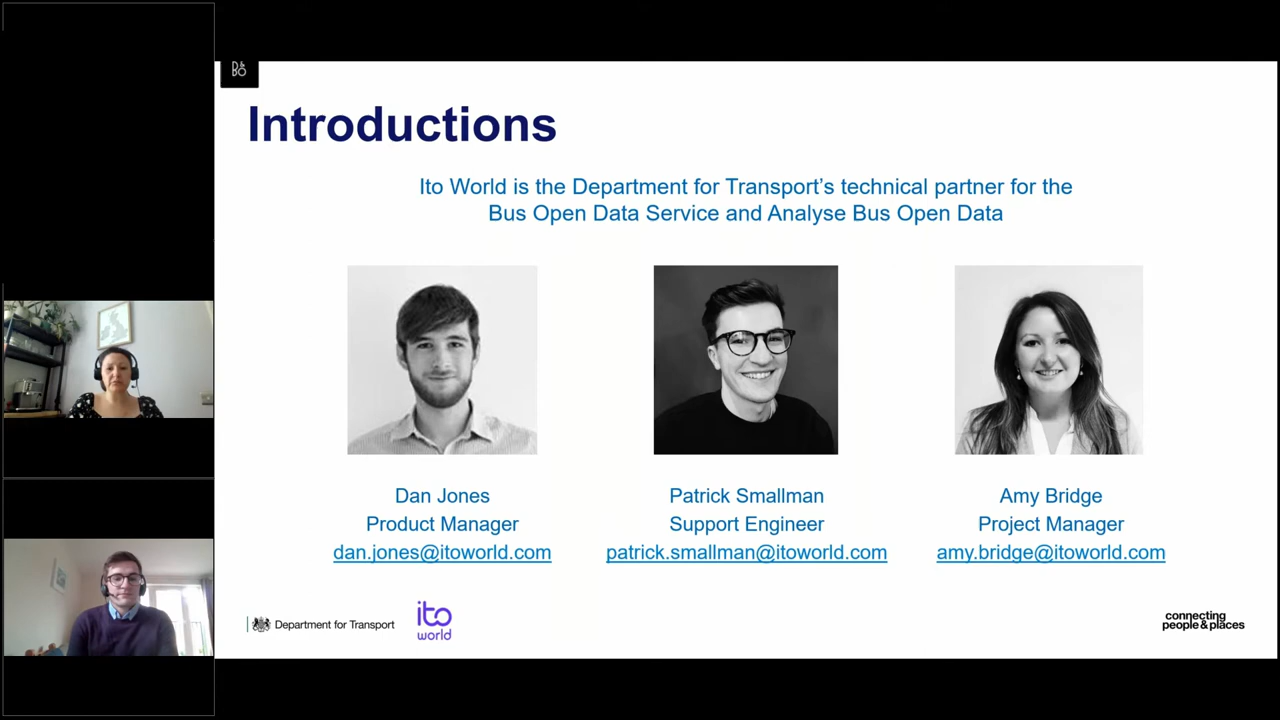 D&
BO
Introductions
Ito World is the Department for Transport's technical partner for the
Bus Open Data Service and Analyse Bus Open Data
Dan Jones
Product Manager
dan.jones@itoworld.com
Patrick Smallman
Support Engineer
patrick.smallman@itoworld.com
Amy Bridge
Project Manager
amy.bridge@itoworld.com
Department for Transport
ito
world
connecting
people&places